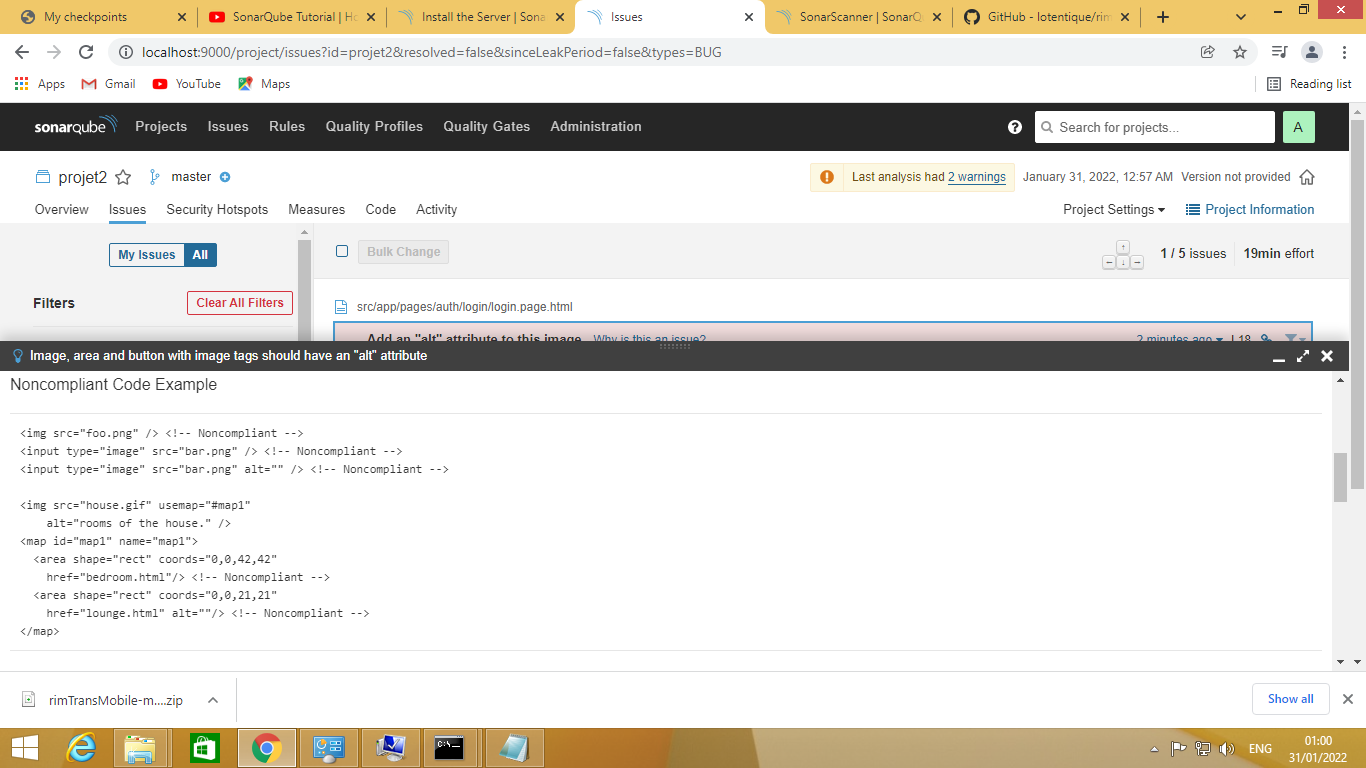 My checkpoints
SonarQube Tutorial | Ho
Install the Server | Sona
Issues
SonarScanner | SonarQ
GitHub - lotentique/rim
localhost:9000/project/issues?id=projet2&resolved=false&sinceLeakPeriod=false&types=BUG
Apps Gmail YouTube Maps Reading list
sonarqube Projects Issues Rules Quality Profiles Quality Gates Administration ? Search for projects... A
projet2 master Last analysis had 2 warnings January 31, 2022, 12:57 AM Version not provided
Overview Issues Security Hotspots Measures Code Activity Project Settings Project Information
My Issues All Bulk Change 1 / 5 issues 19min effort
Filters Clear All Filters
src/app/pages/auth/login/login.page.html
Add an "alt" attribute to this image Why is this an issue? 2 minutes ago L18
Image, area and button with image tags should have an "alt" attribute
Noncompliant Code Example
<img src="foo.png" /> <!-- Noncompliant -->
<input type="image" src="bar.png" /> <!-- Noncompliant -->
<input type="image" src="bar.png" alt="" /> <!-- Noncompliant -->
<img src="house.gif" usemap="#map1"
alt="rooms of the house." />
<map id="map1" name="map1">
<area shape="rect" coords="0,0,42,42"
href="bedroom.html"/> <!-- Noncompliant -->
<area shape="rect" coords="0,0,21,21"
href="lounge.html" alt=""/> <!-- Noncompliant -->
</map>
rimTransMobile-m....zip Show all
C:\. ENG 01:00
31/01/2022